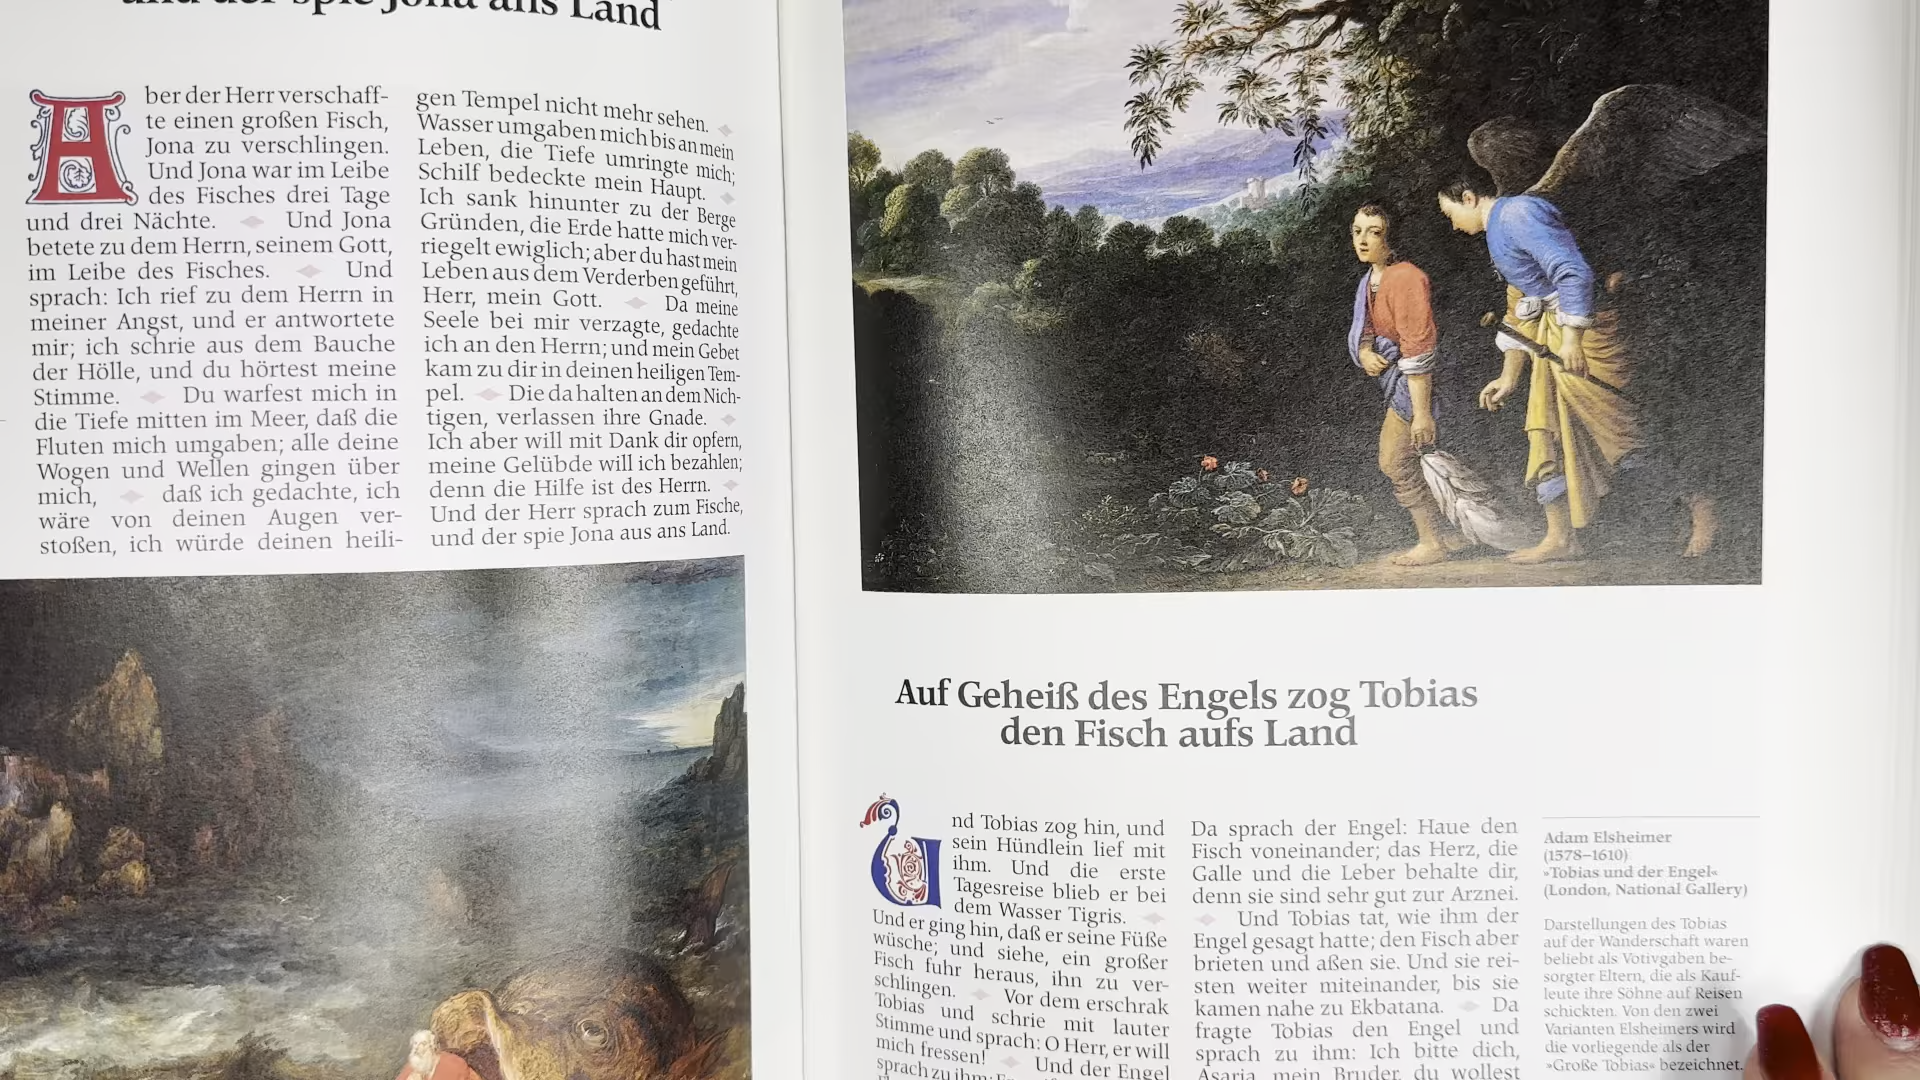 und der spie Jona ans Land
Aber der Herr verschaff-
te einen großen Fisch,
Jona zu verschlingen.
Und Jona war im Leibe
des Fisches drei Tage
und drei Nächte. Und Jona
betete zu dem Herrn, seinem Gott,
im Leibe des Fisches. Und
sprach: Ich rief zu dem Herrn in
meiner Angst, und er antwortete
mir; ich schrie aus dem Bauche
der Hölle, und du hörtest meine
Stimme. Du warfest mich in
die Tiefe mitten im Meer, daß die
Fluten mich umgaben; alle deine
Wogen und Wellen gingen über
mich, daß ich gedachte, ich
wäre von deinen Augen ver-
stoßen, ich würde deinen heili-
gen Tempel nicht mehr sehen.
Wasser umgaben mich bis an mein
Leben, die Tiefe umringte mich;
Schilf bedeckte mein Haupt.
Ich sank hinunter zu der Berge
Gründen, die Erde hatte mich ver-
riegelt ewiglich; aber du hast mein
Leben aus dem Verderben geführt,
Herr, mein Gott. Da meine
Seele bei mir verzagte, gedachte
ich an den Herrn; und mein Gebet
kam zu dir in deinen heiligen Tem-
pel. Die da halten an dem Nich-
tigen, verlassen ihre Gnade.
Ich aber will mit Dank dir opfern,
meine Gelübde will ich bezahlen;
denn die Hilfe ist des Herrn.
Und der Herr sprach zum Fische,
und der spie Jona aus ans Land.
Auf Geheiß des Engels zog Tobias
den Fisch aufs Land
Und Tobias zog hin, und
sein Hündlein lief mit
ihm. Und die erste
Tagesreise blieb er bei
dem Wasser Tigris.
Und er ging hin, daß er seine Füße
wüsche; und siehe, ein großer
Fisch fuhr heraus, ihn zu ver-
schlingen. Vor dem erschrak
Tobias und schrie mit lauter
Stimme und sprach: O Herr, er will
mich fressen! Und der Engel
sprach zu ihm:
Da sprach der Engel: Haue den
Fisch voneinander; das Herz, die
Galle und die Leber behalte dir,
denn sie sind sehr gut zur Arznei.
Und Tobias tat, wie ihm der
Engel gesagt hatte; den Fisch aber
brieten und aßen sie. Und sie rei-
sten weiter miteinander, bis sie
kamen nahe zu Ekbatana. Da
fragte Tobias den Engel und
sprach zu ihm: Ich bitte dich,
Asaria, mein Bruder, du wollest
Adam Elsheimer
(1578–1610)
»Tobias und der Engel«
(London, National Gallery)
Darstellungen des Tobias
auf der Wanderschaft waren
beliebt als Votivgaben be-
sorgter Eltern, die als Kauf-
leute ihre Söhne auf Reisen
schickten. Von den zwei
Varianten Elsheimers wird
die vorliegende als der
»Große Tobias« bezeichnet.